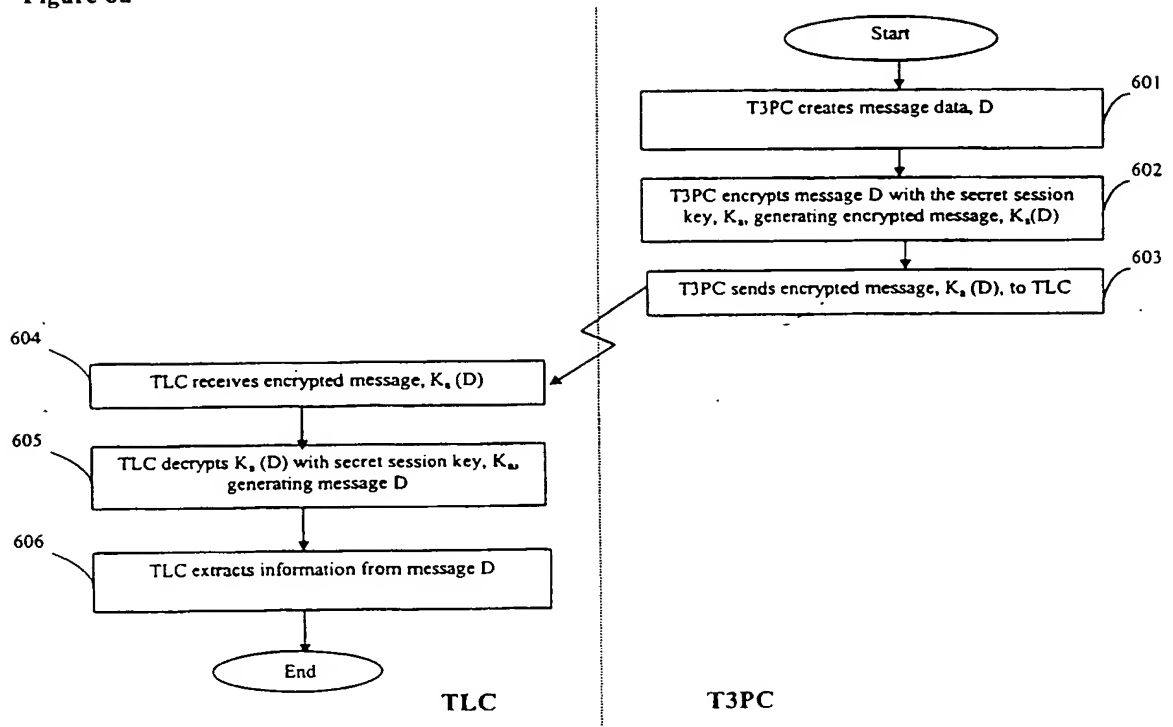 Start
601
T3PC creates message data, D
602
T3PC encrypts message D with the secret session
key, Kₛ, generating encrypted message, Kₛ(D)
603
T3PC sends encrypted message, Kₛ (D), to TLC
604
TLC receives encrypted message, Kₛ (D)
605
TLC decrypts Kₛ (D) with secret session key, Kₛ,
generating message D
606
TLC extracts information from message D
End
TLC
T3PC